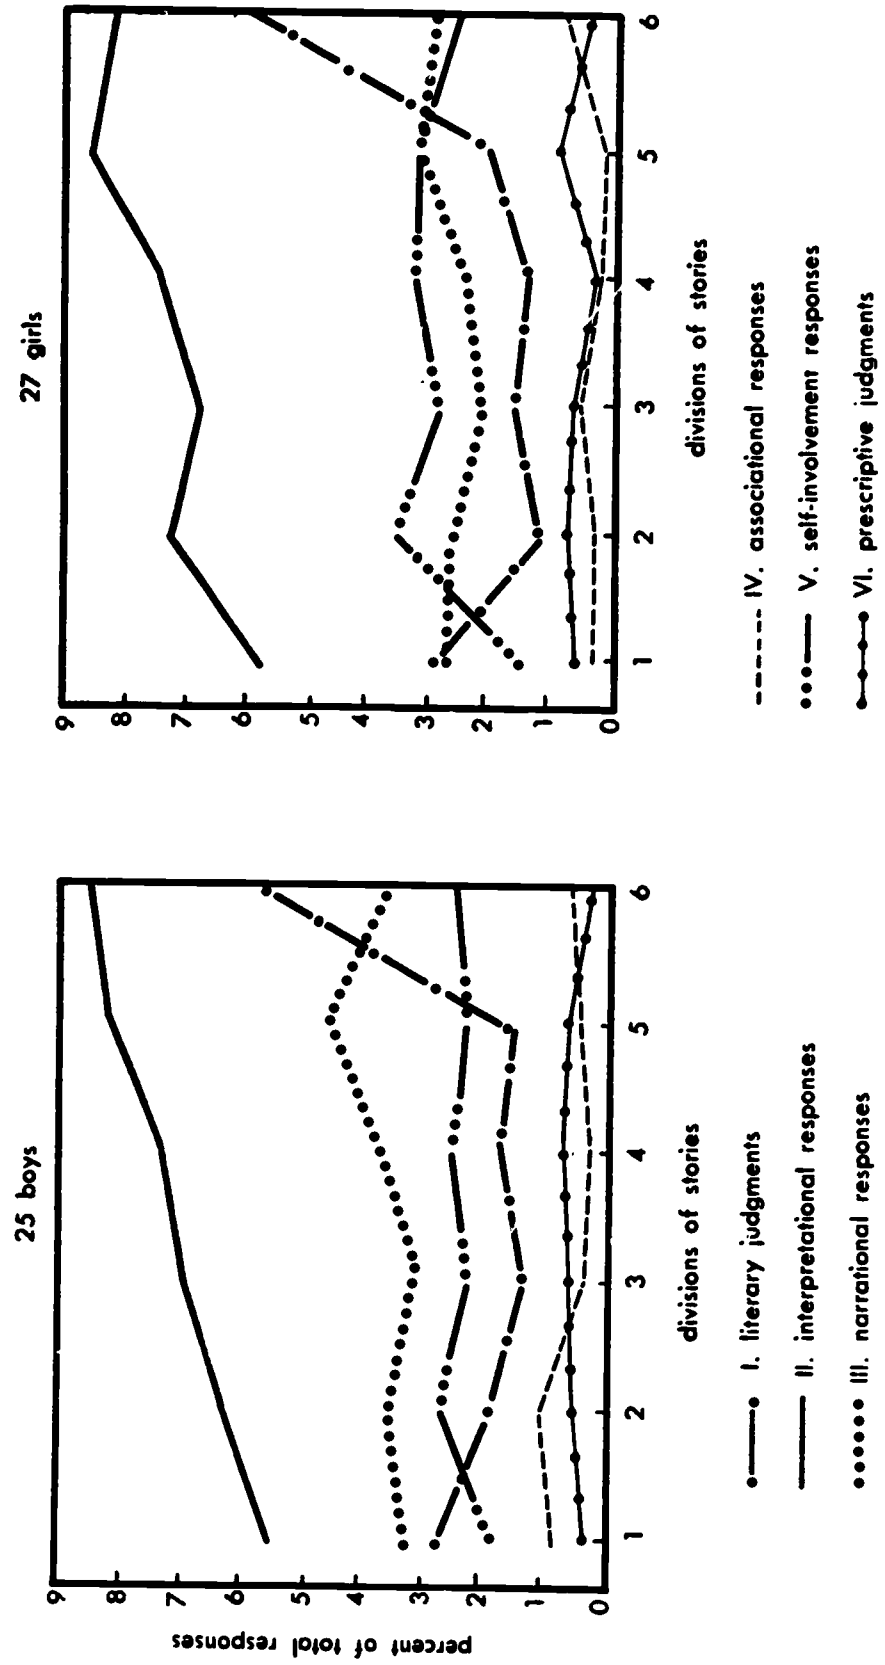 25 boys
percent of total responses
9
8
7
6
5
4
3
2
1
0
1 2 3 4 5 6
divisions of stories
I. literary judgments
II. interpretational responses
III. narrational responses
27 girls
9
8
7
6
5
4
3
2
1
0
1 2 3 4 5 6
divisions of stories
IV. associational responses
V. self-involvement responses
VI. prescriptive judgments